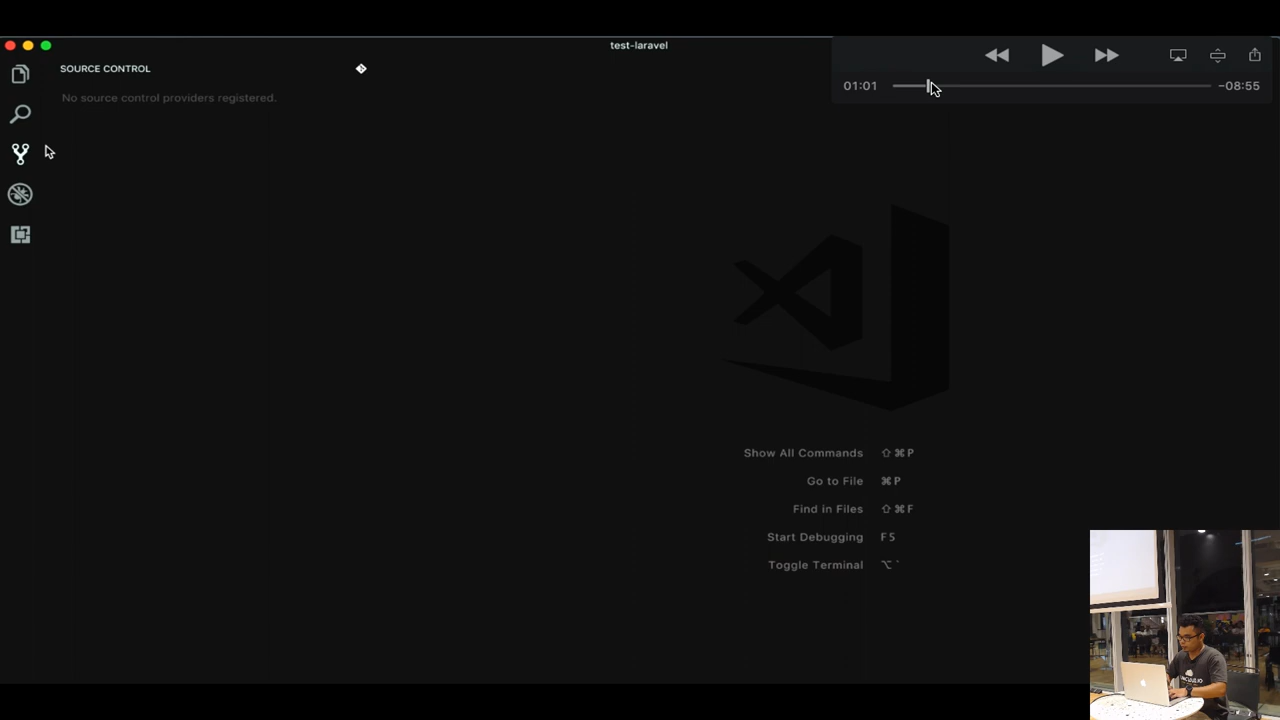 test-laravel
SOURCE CONTROL
01:01
-08:55
No source control providers registered.
Show All Commands ⇧⌘P
Go to File ⌘P
Find in Files ⇧⌘F
Start Debugging F5
Toggle Terminal ⌥`